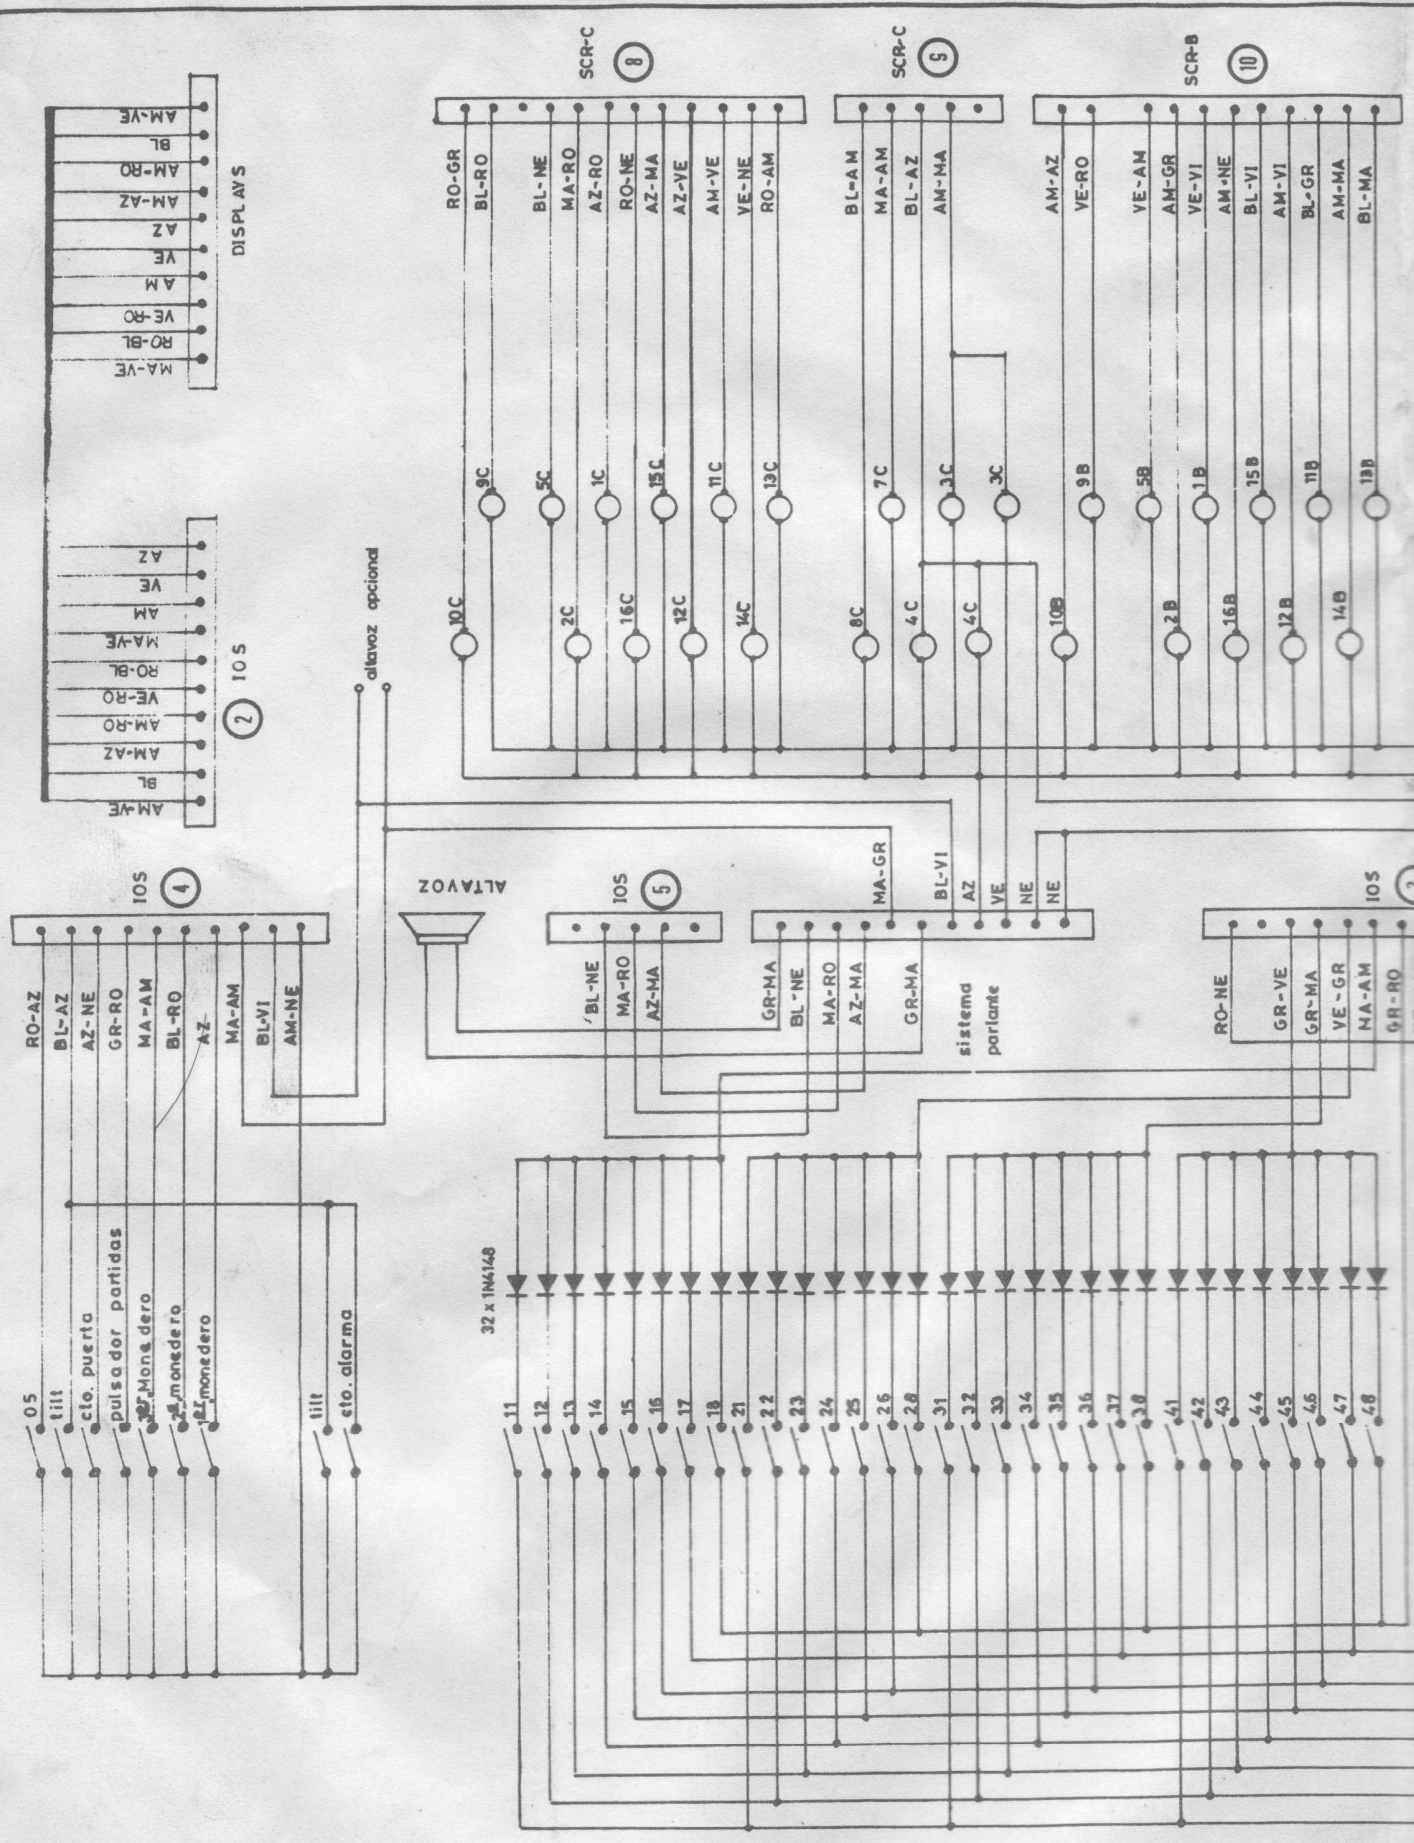 AM-VE
BL
AM-RO
AM-AZ
AZ
VE
AM
VE-RO
RO-BL
MA-VE
DISPLAYS
AZ
VE
AM
MA-VE
RO-BL
VE-RO
AM-RO
AM-AZ
BL
AM-VE
IOS
2
SCR-C
8
RO-GR
BL-RO
BL-NE
MA-RO
AZ-RO
RO-NE
AZ-MA
AZ-VE
AM-VE
VE-NE
RO-AM
SCR-C
9
BL-AM
MA-AM
BL-AZ
AM-MA
SCR-B
10
AM-AZ
VE-RO
VE-AM
AM-GR
VE-VI
AM-NE
BL-VI
AM-VI
BL-GR
AM-MA
BL-MA
9C
5C
1C
15C
11C
13C
7C
3C
3C
9B
5B
1B
15B
11B
13B
10C
2C
16C
12C
14C
8C
4C
4C
10B
2B
16B
12B
14B
altavoz opcional
IOS
4
RO-AZ
BL-AZ
AZ-NE
GR-RO
MA-AM
BL-RO
AZ
MA-AM
BL-VI
AM-NE
ALTAVOZ
IOS
5
BL-NE
MA-RO
AZ-MA
MA-GR
BL-VI
AZ
VE
NE
NE
GR-MA
BL-NE
MA-RO
AZ-MA
GR-MA
sistema
parlante
IOS
RO-NE
GR-VE
GR-MA
VE-GR
MA-AM
GR-RO
32 x 1N4148
05
tilt
cto. puerta
pulsador partidas
3er Monedero
2º monedero
1er monedero
tilt
cto. alarma
11
12
13
14
15
16
17
18
21
22
23
24
25
26
28
31
32
33
34
35
36
37
38
41
42
43
44
45
46
47
48